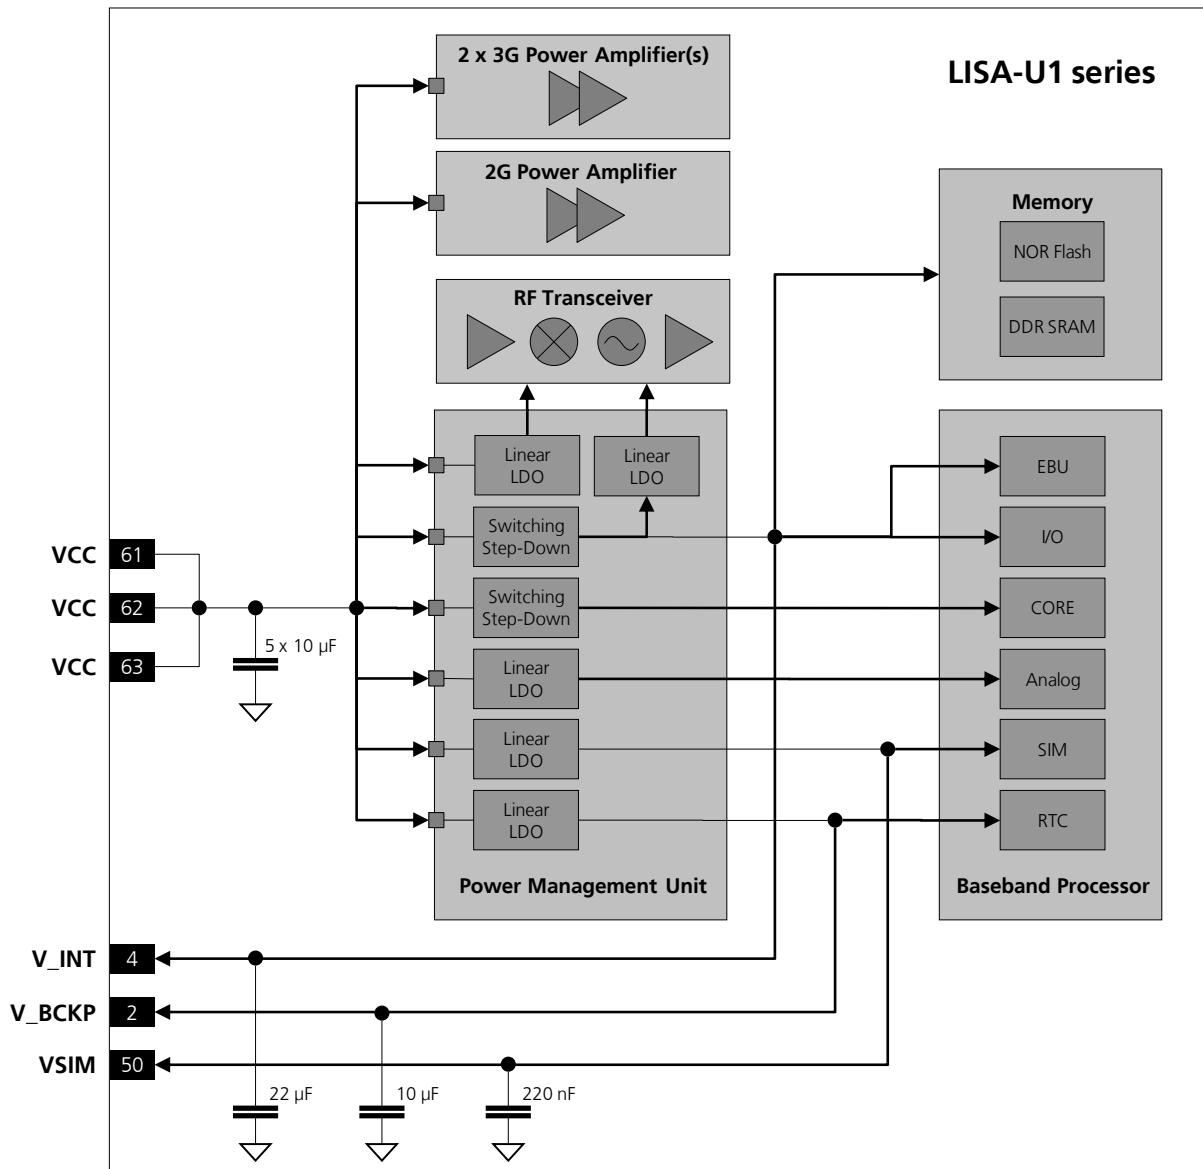 LISA-U1 series
2 x 3G Power Amplifier(s)
2G Power Amplifier
RF Transceiver
Linear
LDO
Linear
LDO
Switching
Step-Down
Switching
Step-Down
Linear
LDO
Linear
LDO
Linear
LDO
Power Management Unit
Memory
NOR Flash
DDR SRAM
EBU
I/O
CORE
Analog
SIM
RTC
Baseband Processor
VCC 61
VCC 62
VCC 63
5 x 10 µF
V_INT 4
V_BCKP 2
VSIM 50
22 µF
10 µF
220 nF